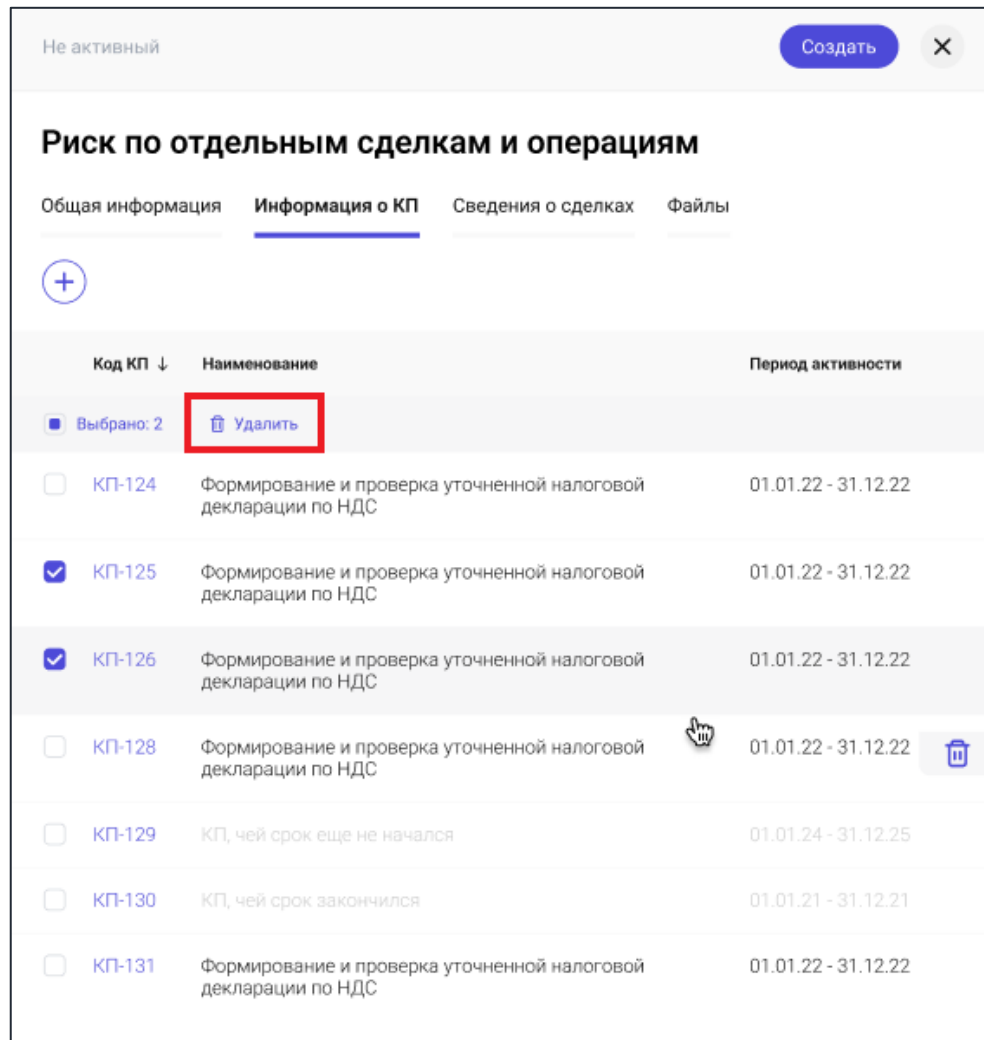 Не активный Создать
Риск по отдельным сделкам и операциям
Общая информация Информация о КП Сведения о сделках Файлы
Код КП ↓ Наименование Период активности
Выбрано: 2 Удалить
КП-124 Формирование и проверка уточненной налоговой 01.01.22 - 31.12.22
декларации по НДС
КП-125 Формирование и проверка уточненной налоговой 01.01.22 - 31.12.22
декларации по НДС
КП-126 Формирование и проверка уточненной налоговой 01.01.22 - 31.12.22
декларации по НДС
КП-128 Формирование и проверка уточненной налоговой 01.01.22 - 31.12.22
декларации по НДС
КП-129 КП, чей срок еще не начался 01.01.24 - 31.12.25
КП-130 КП, чей срок закончился 01.01.21 - 31.12.21
КП-131 Формирование и проверка уточненной налоговой 01.01.22 - 31.12.22
декларации по НДС